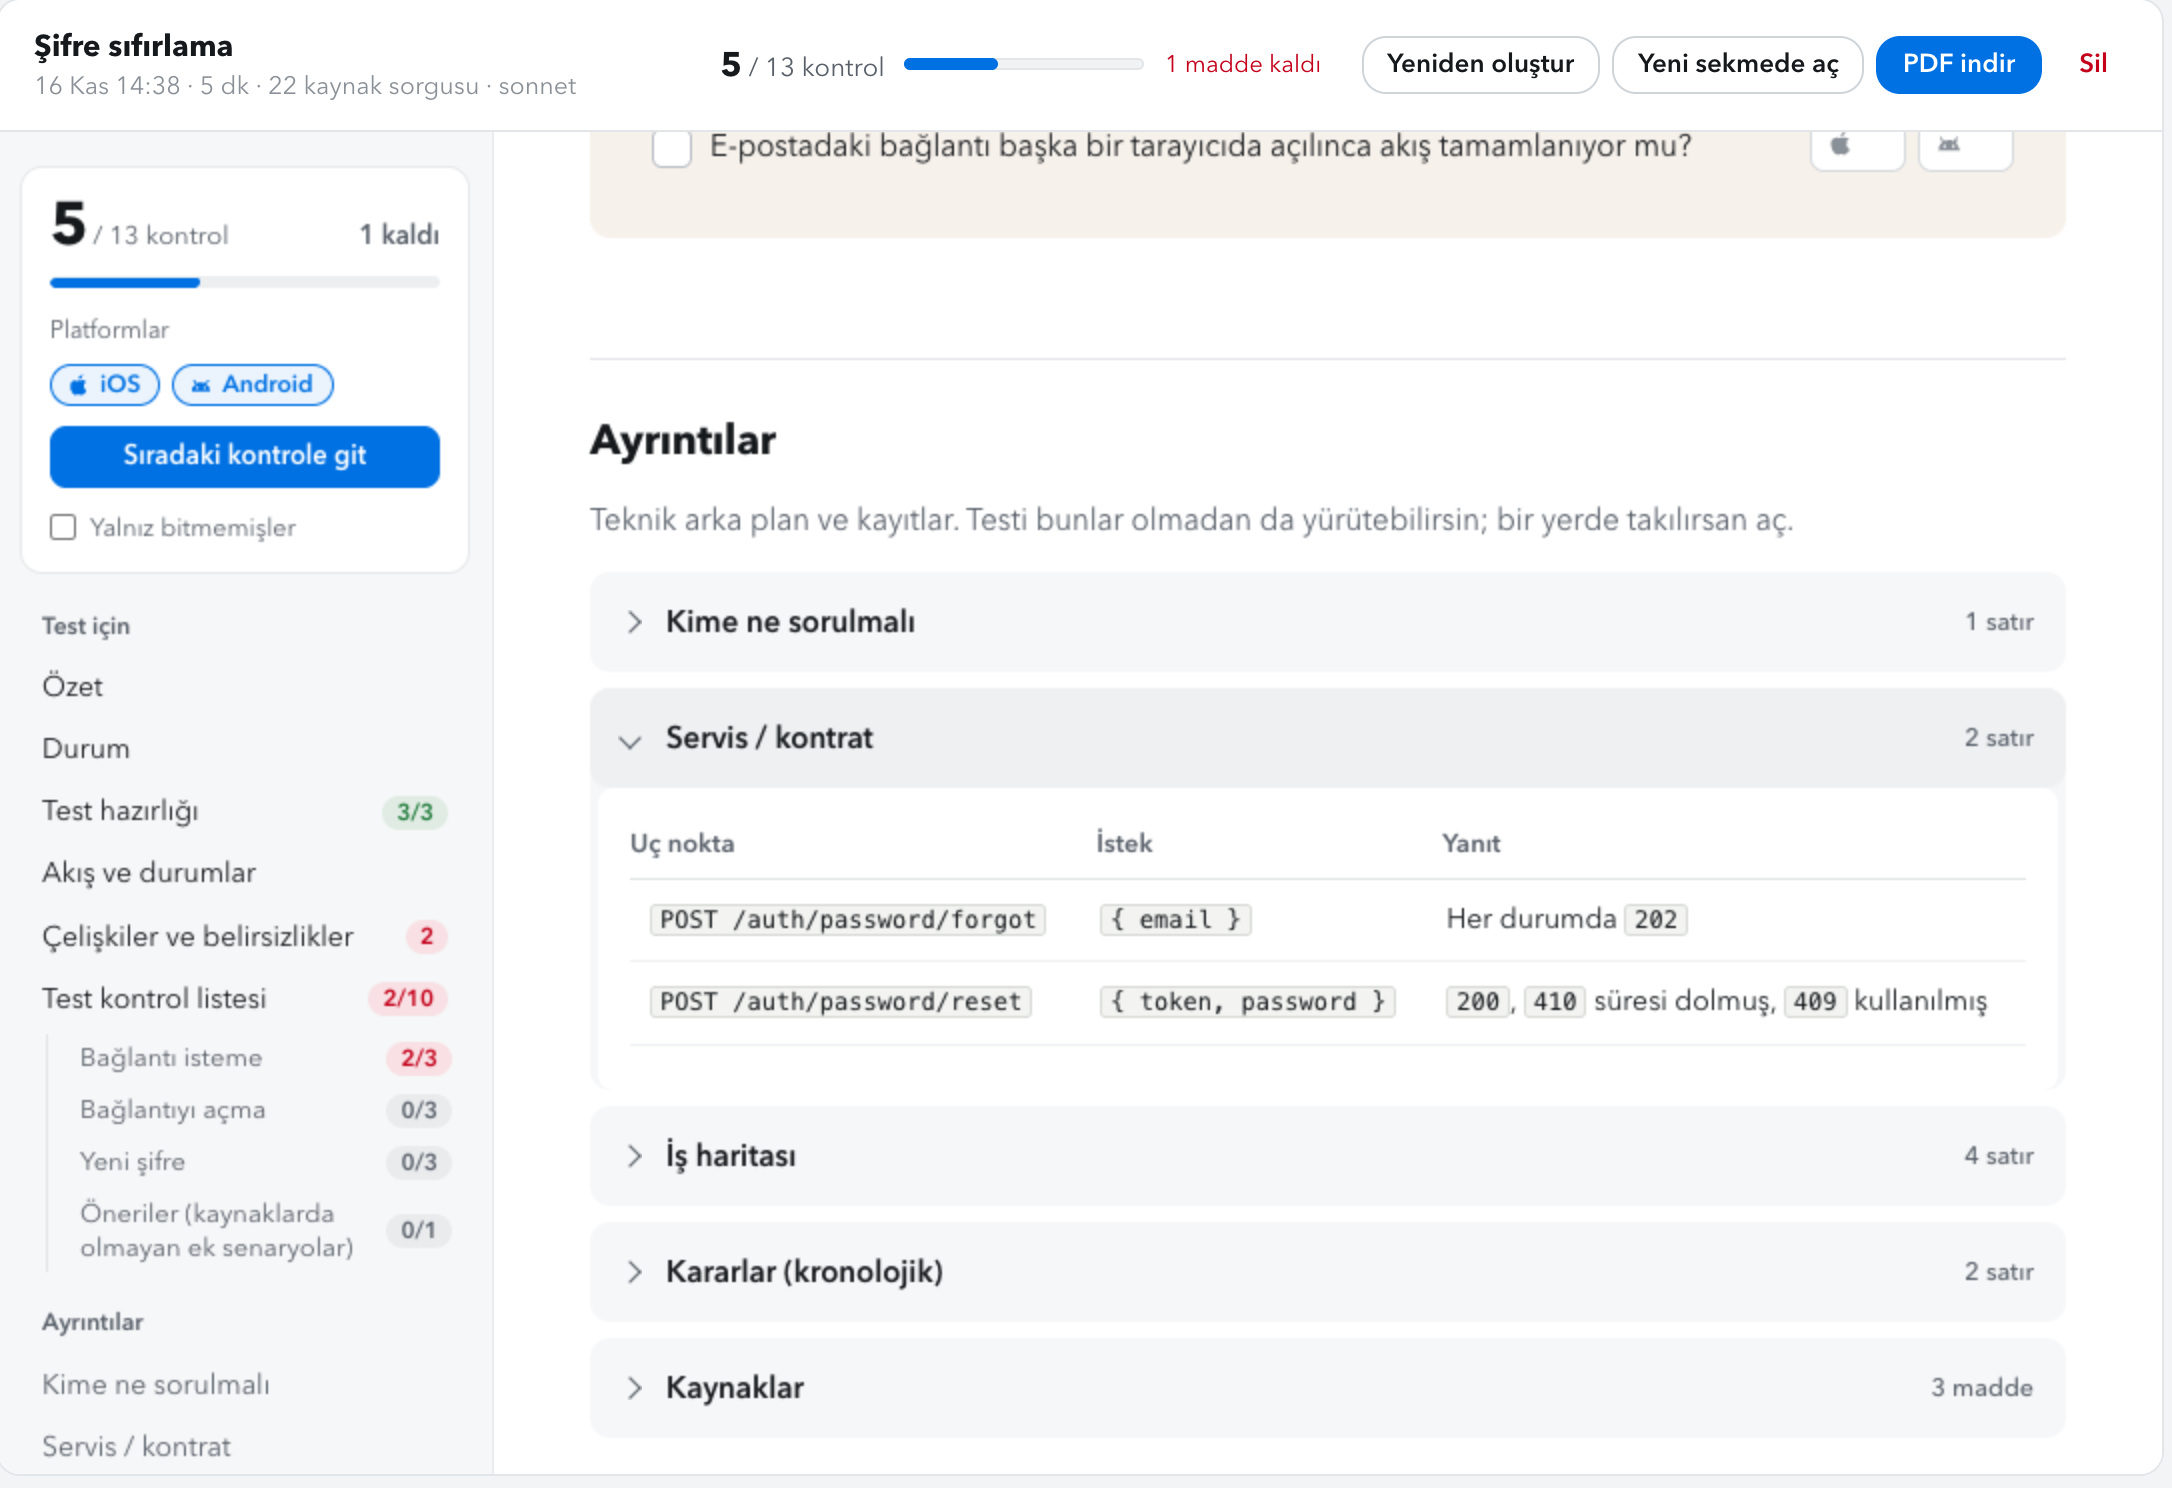 Şifre sıfırlama
16 Kas 14:38 · 5 dk · 22 kaynak sorgusu · sonnet
5 / 13 kontrol
1 madde kaldı
Yeniden oluştur
Yeni sekmede aç
PDF indir
Sil
5 / 13 kontrol
1 kaldı
Platformlar
iOS
Android
Sıradaki kontrole git
Yalnız bitmemişler
Test için
Özet
Durum
Test hazırlığı 3/3
Akış ve durumlar
Çelişkiler ve belirsizlikler 2
Test kontrol listesi 2/10
Bağlantı isteme 2/3
Bağlantıyı açma 0/3
Yeni şifre 0/3
Öneriler (kaynaklarda
olmayan ek senaryolar) 0/1
Ayrıntılar
Kime ne sorulmalı
Servis / kontrat
E-postadaki bağlantı başka bir tarayıcıda açılınca akış tamamlanıyor mu?
Ayrıntılar
Teknik arka plan ve kayıtlar. Testi bunlar olmadan da yürütebilirsin; bir yerde takılırsan aç.
Kime ne sorulmalı 1 satır
Servis / kontrat 2 satır
Uç nokta İstek Yanıt
POST /auth/password/forgot { email } Her durumda 202
POST /auth/password/reset { token, password } 200, 410 süresi dolmuş, 409 kullanılmış
İş haritası 4 satır
Kararlar (kronolojik) 2 satır
Kaynaklar 3 madde